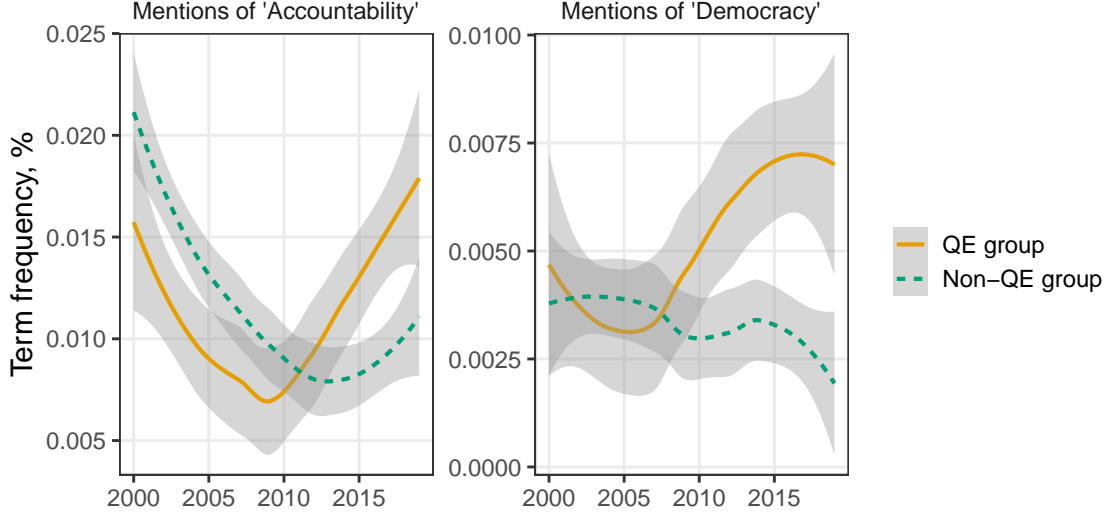 Mentions of 'Accountability'
Mentions of 'Democracy'
Term frequency, %
0.025
0.020
0.015
0.010
0.005
2000 2005 2010 2015
0.0100
0.0075
0.0050
0.0025
0.0000
2000 2005 2010 2015
QE group
Non−QE group